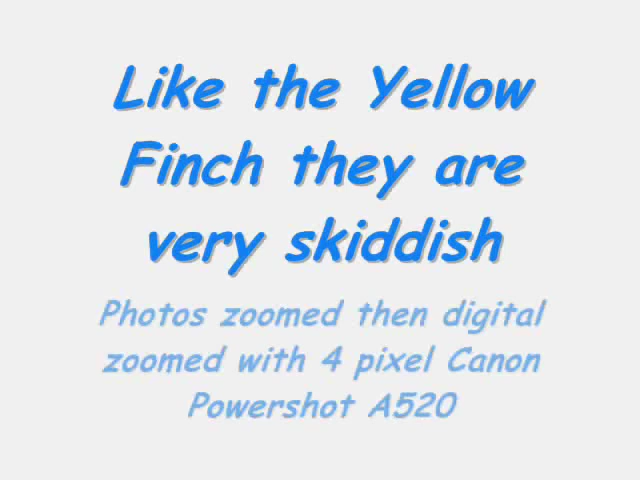 Like the Yellow
Finch they are
very skiddish
Photos zoomed then digital
zoomed with 4 pixel Canon
Powershot A520